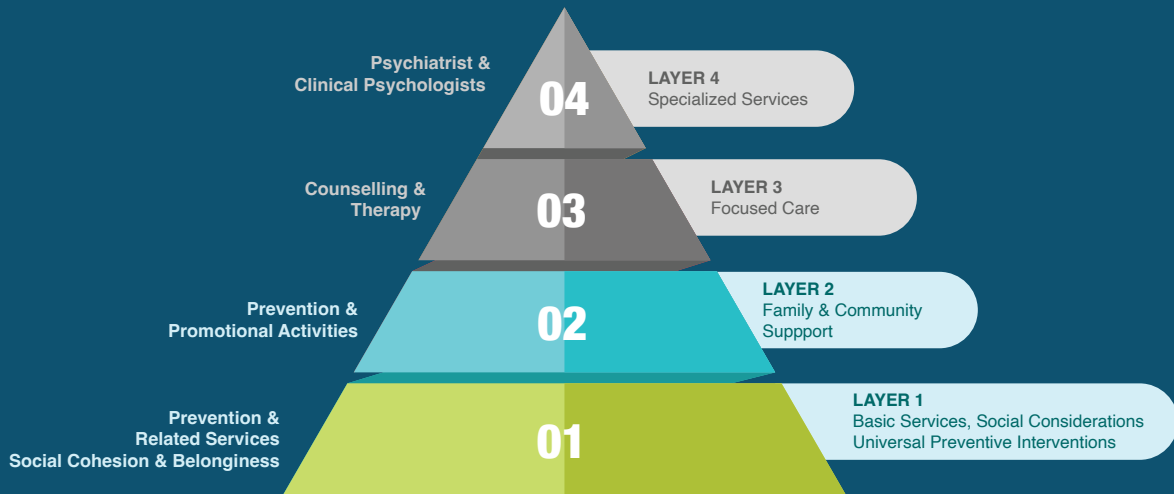 Psychiatrist &
Clinical Psychologists
04
LAYER 4
Specialized Services
Counselling &
Therapy
03
LAYER 3
Focused Care
Prevention &
Promotional Activities
02
LAYER 2
Family & Community
Suppport
Prevention &
Related Services
Social Cohesion & Belonginess
01
LAYER 1
Basic Services, Social Considerations
Universal Preventive Interventions